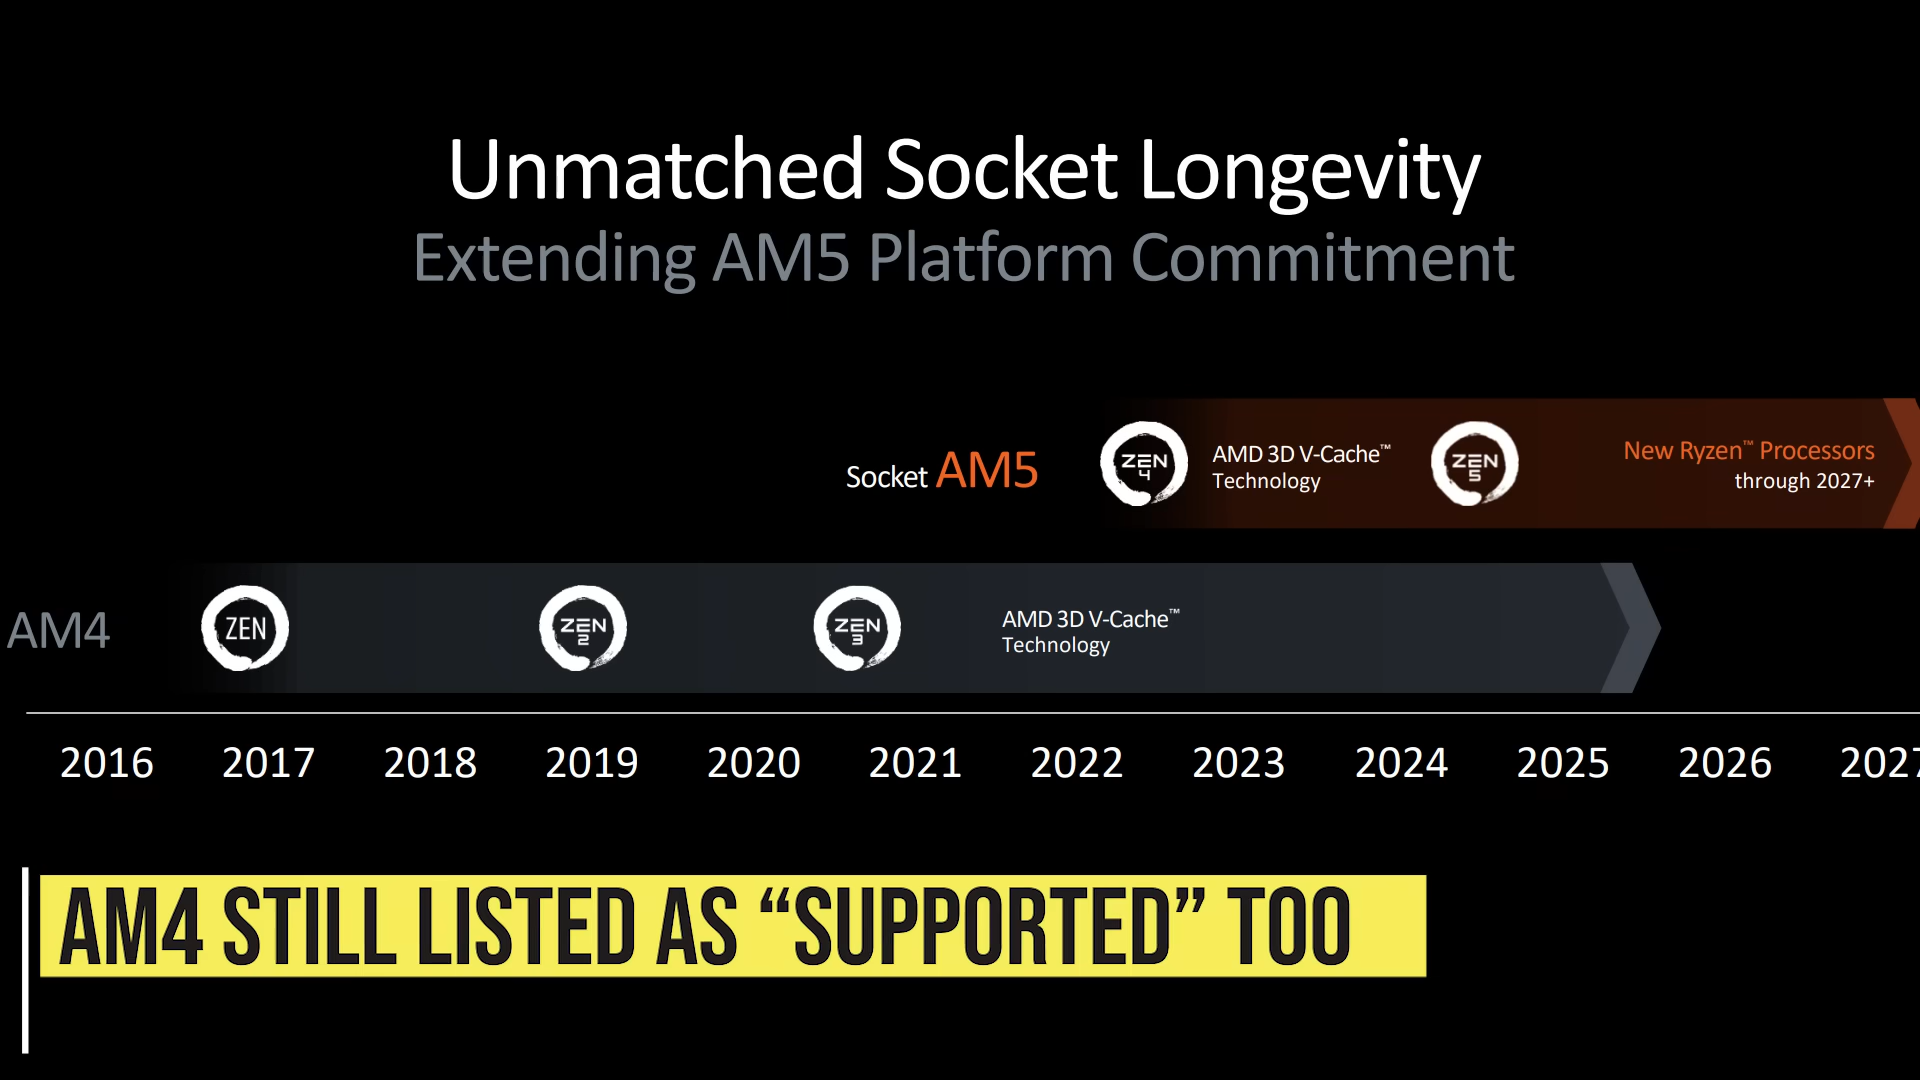 Unmatched Socket Longevity
Extending AM5 Platform Commitment
Socket AM5
ZEN 4
AMD 3D V-Cache™
Technology
ZEN 5
New Ryzen™ Processors
through 2027+
AM4
ZEN
ZEN 2
ZEN 3
AMD 3D V-Cache™
Technology
2016 2017 2018 2019 2020 2021 2022 2023 2024 2025 2026 2027
AM4 STILL LISTED AS “SUPPORTED” TOO